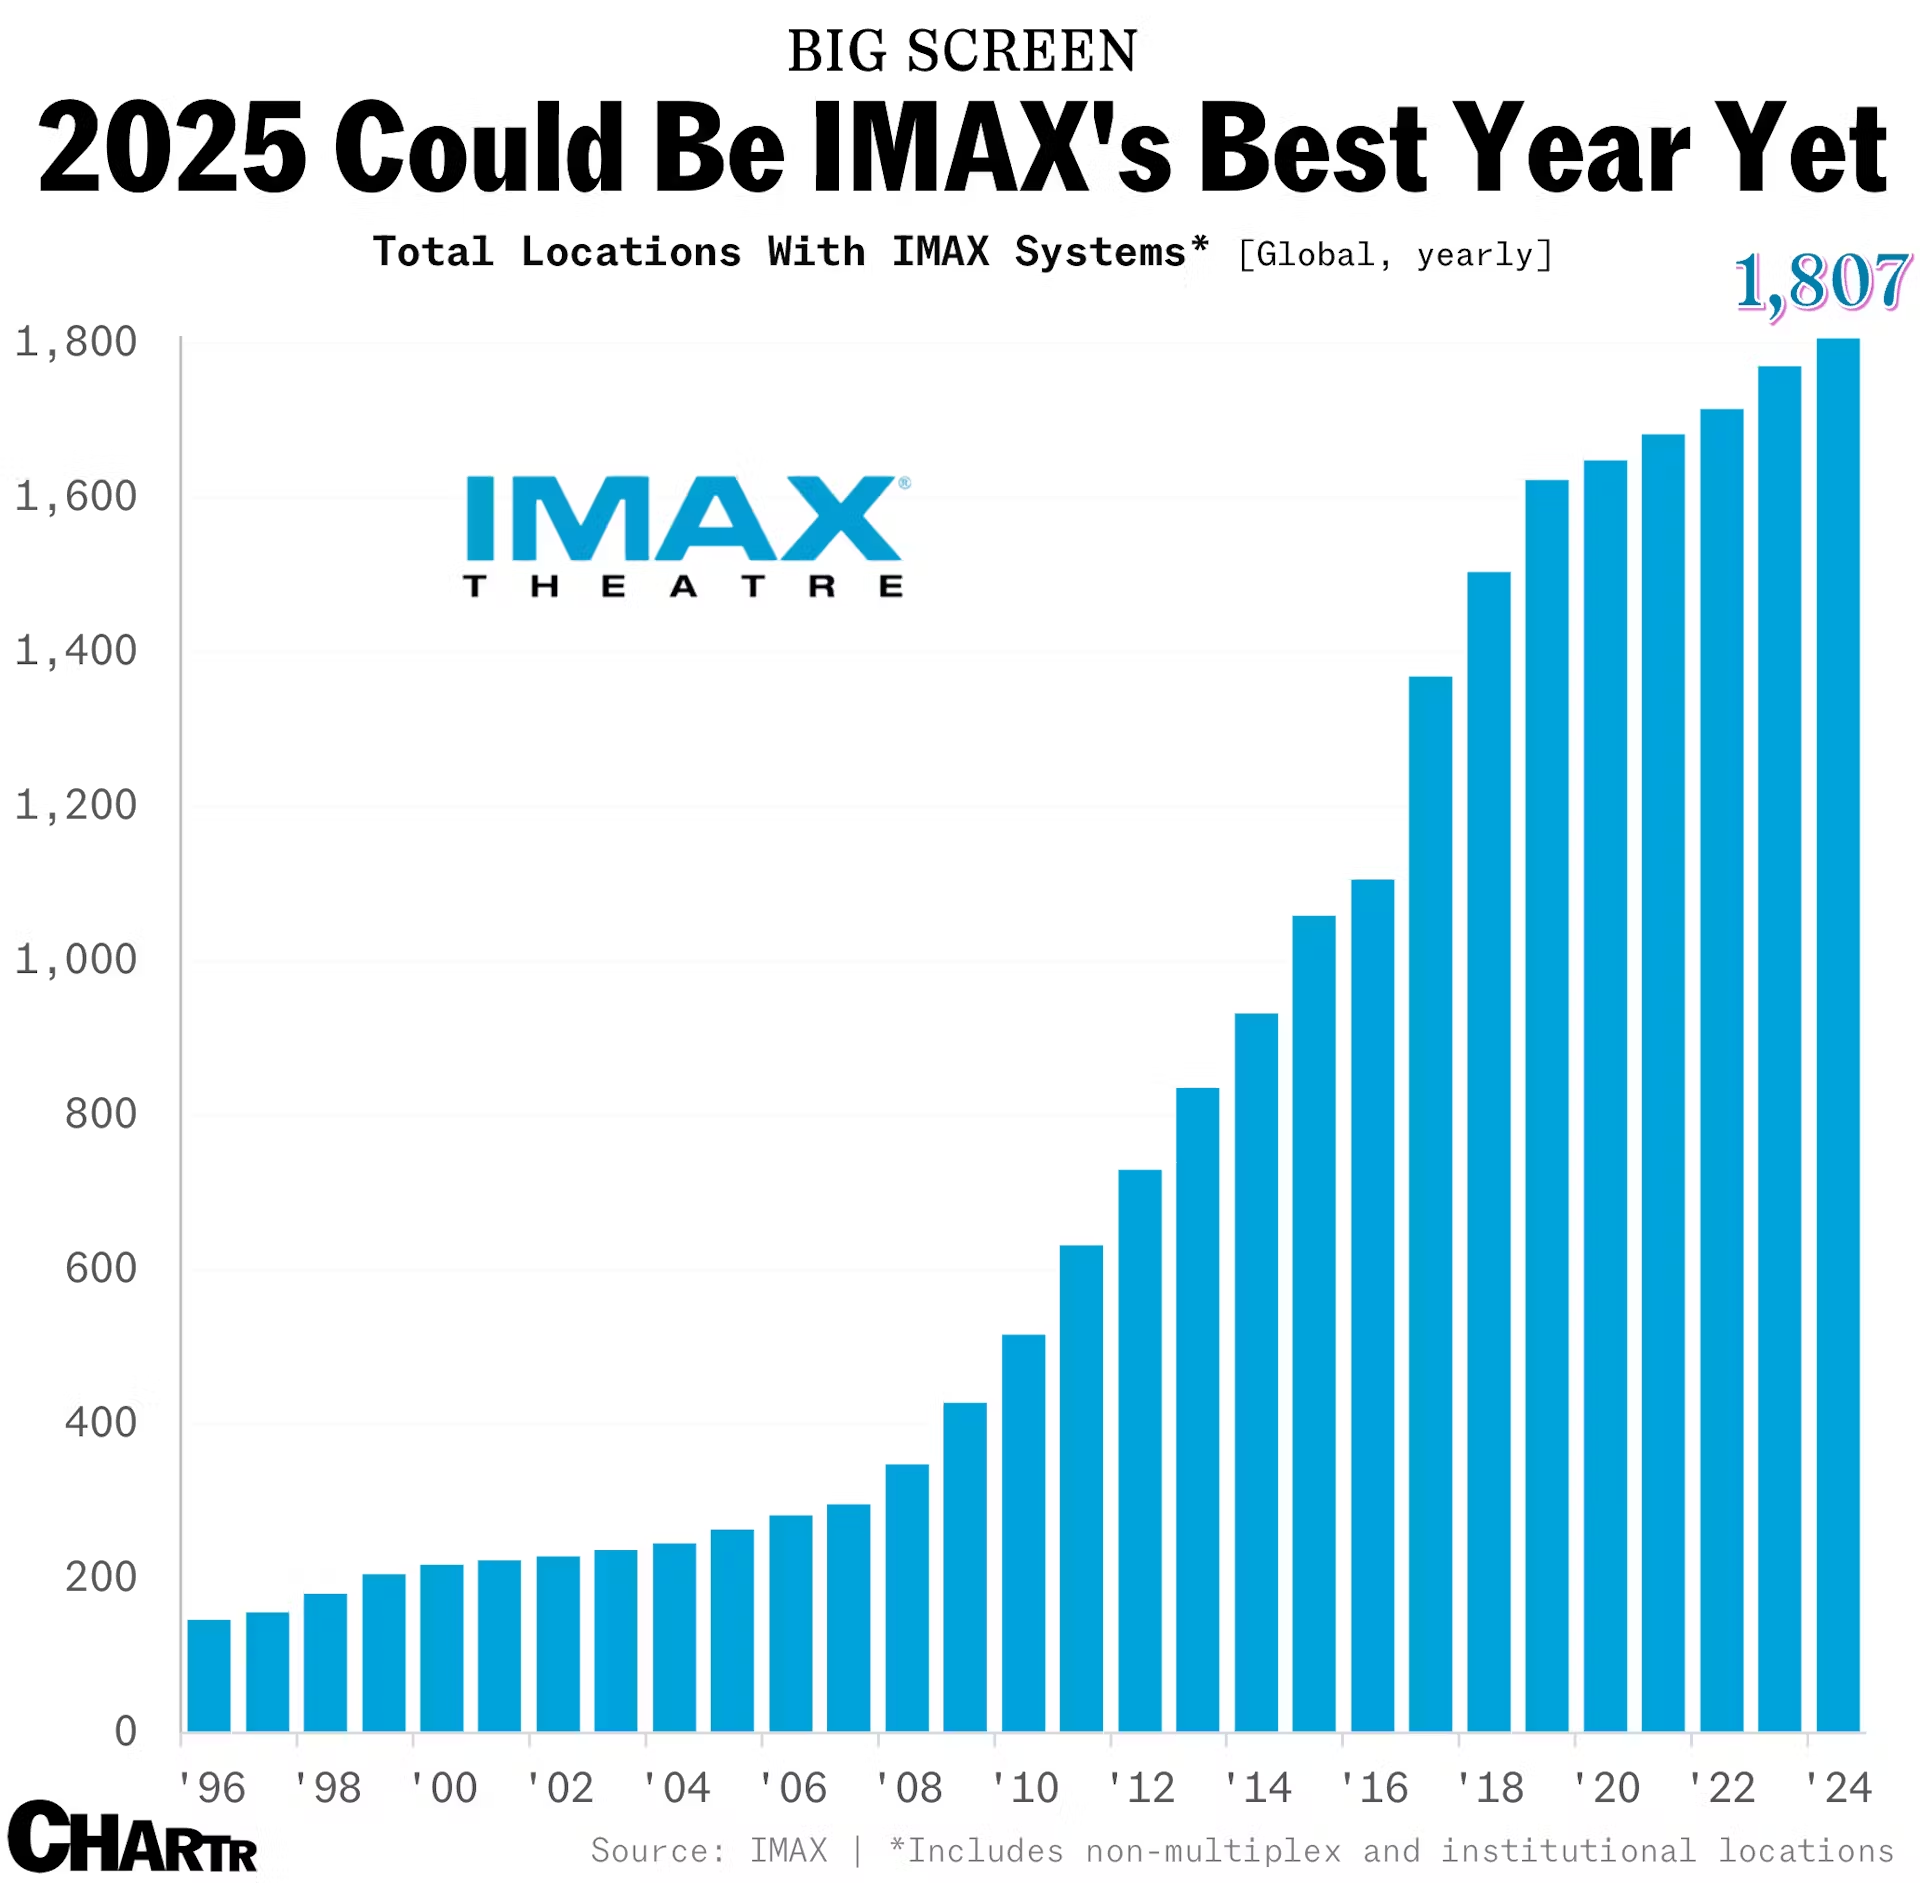 BIG SCREEN
2025 Could Be IMAX's Best Year Yet
Total Locations With IMAX Systems* [Global, yearly]
1,807
1,800
1,600
1,400
1,200
1,000
800
600
400
200
0
IMAX®
THEATRE
'96 '98 '00 '02 '04 '06 '08 '10 '12 '14 '16 '18 '20 '22 '24
CHARTR
Source: IMAX | *Includes non-multiplex and institutional locations